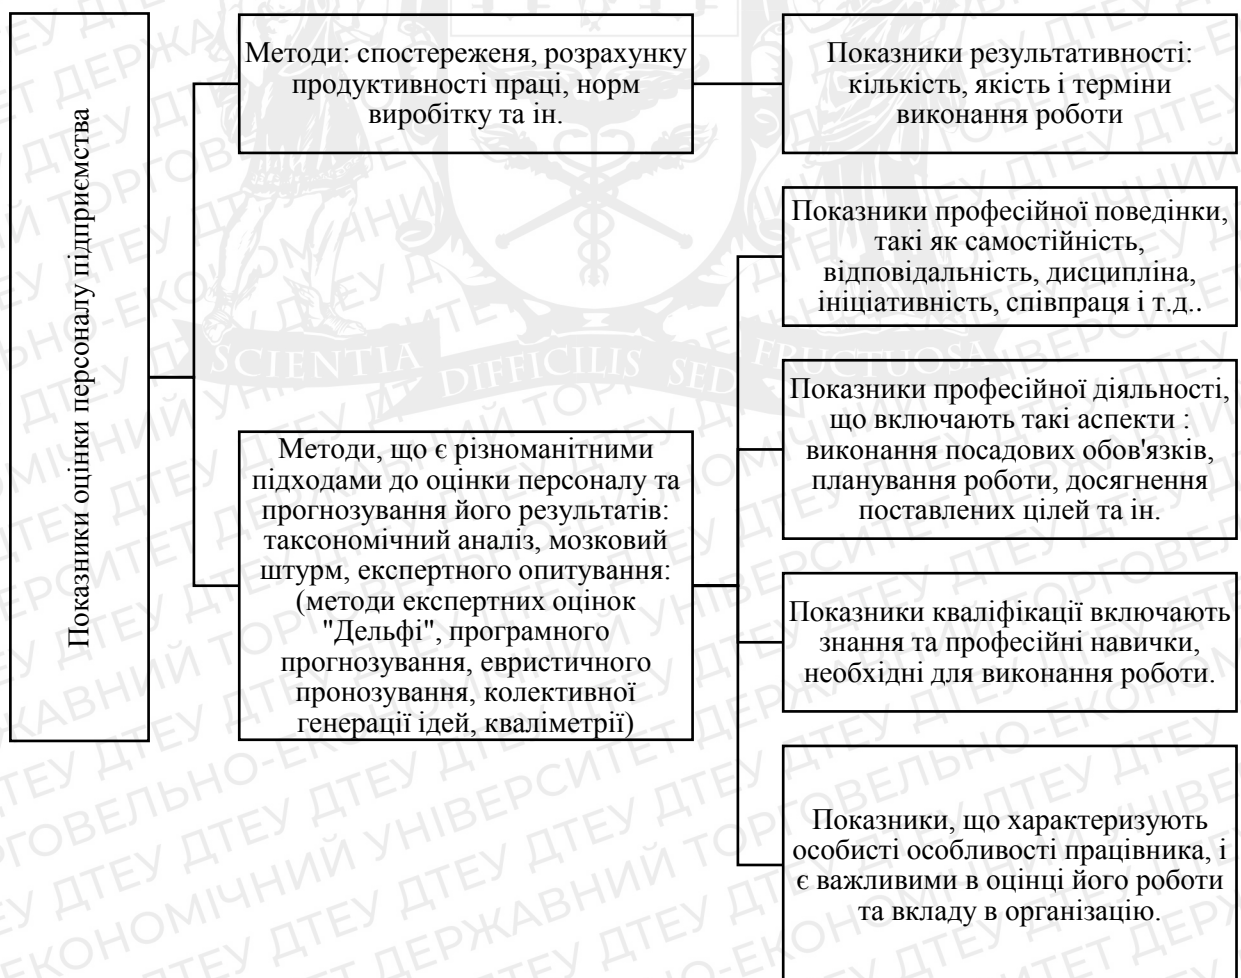 Показники оцінки персоналу підприємства
Методи: спостереженя, розрахунку
продуктивності праці, норм
виробітку та ін.
Показники результативності:
кількість, якість і терміни
виконання роботи
Показники професійної поведінки,
такі як самостійність,
відповідальність, дисципліна,
ініціативність, співпраця і т.д..
Методи, що є різноманітними
підходами до оцінки персоналу та
прогнозування його результатів:
таксономічний аналіз, мозковий
штурм, експертного опитування:
(методи експертних оцінок
"Дельфі", програмного
прогнозування, евристичного
пронозування, колективної
генерації ідей, кваліметрії)
Показники професійної діяльності,
що включають такі аспекти :
виконання посадових обов'язків,
планування роботи, досягнення
поставлених цілей та ін.
Показники кваліфікації включають
знання та професійні навички,
необхідні для виконання роботи.
Показники, що характеризують
особисті особливості працівника, і
є важливими в оцінці його роботи
та вкладу в організацію.
SCIENTIA DIFFICILIS SED FRUCTUOSA